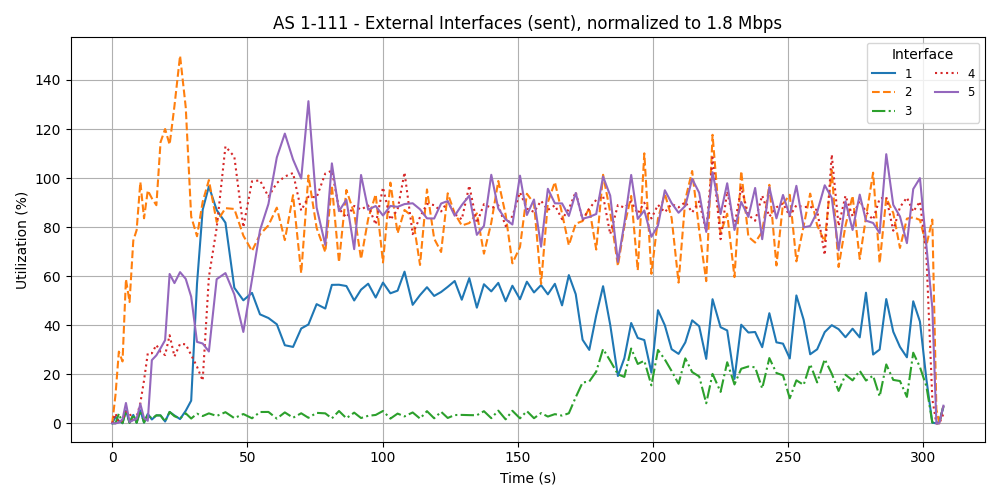 AS 1-111 - External Interfaces (sent), normalized to 1.8 Mbps
Utilization (%)
140
120
100
80
60
40
20
0
0 50 100 150 200 250 300
Time (s)
Interface
1 4
2 5
3